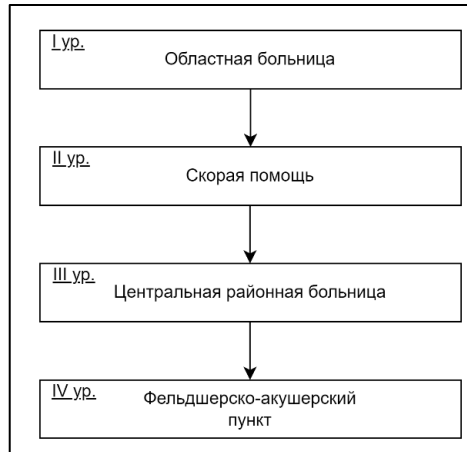 I ур.
Областная больница
II ур.
Скорая помощь
III ур.
Центральная районная больница
IV ур.
Фельдшерско-акушерский
пункт